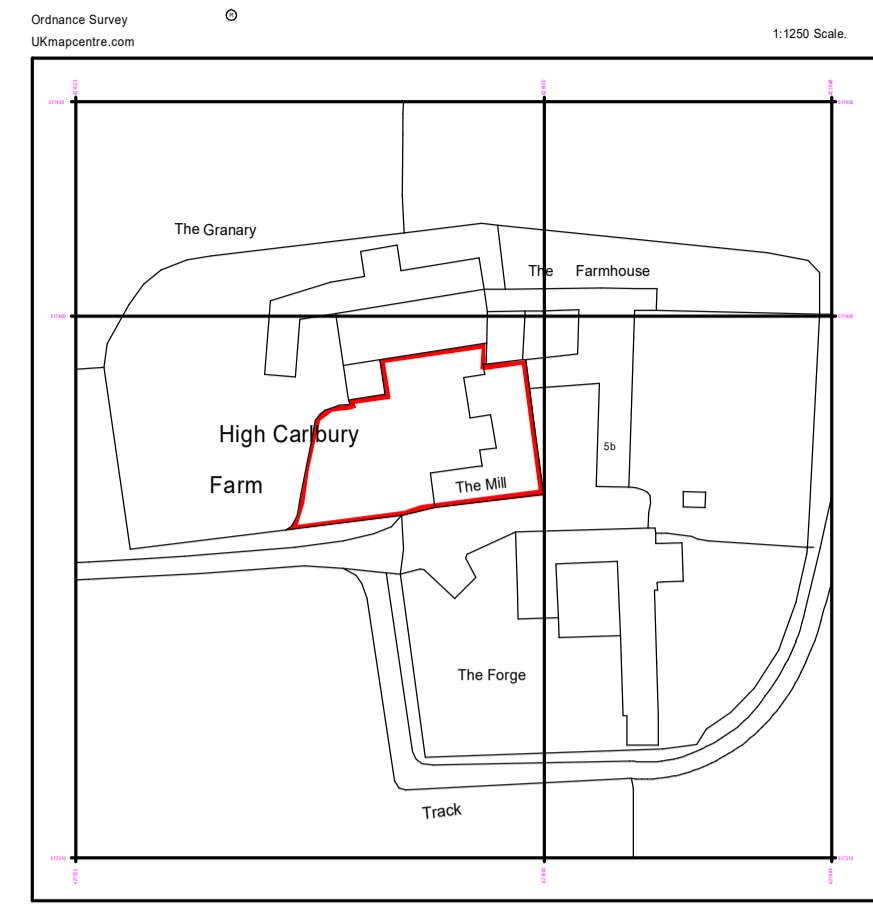 Ordnance Survey ®
UKmapcentre.com
1:1250 Scale.
The Granary
The Farmhouse
High Carlbury
Farm
5b
The Mill
The Forge
Track